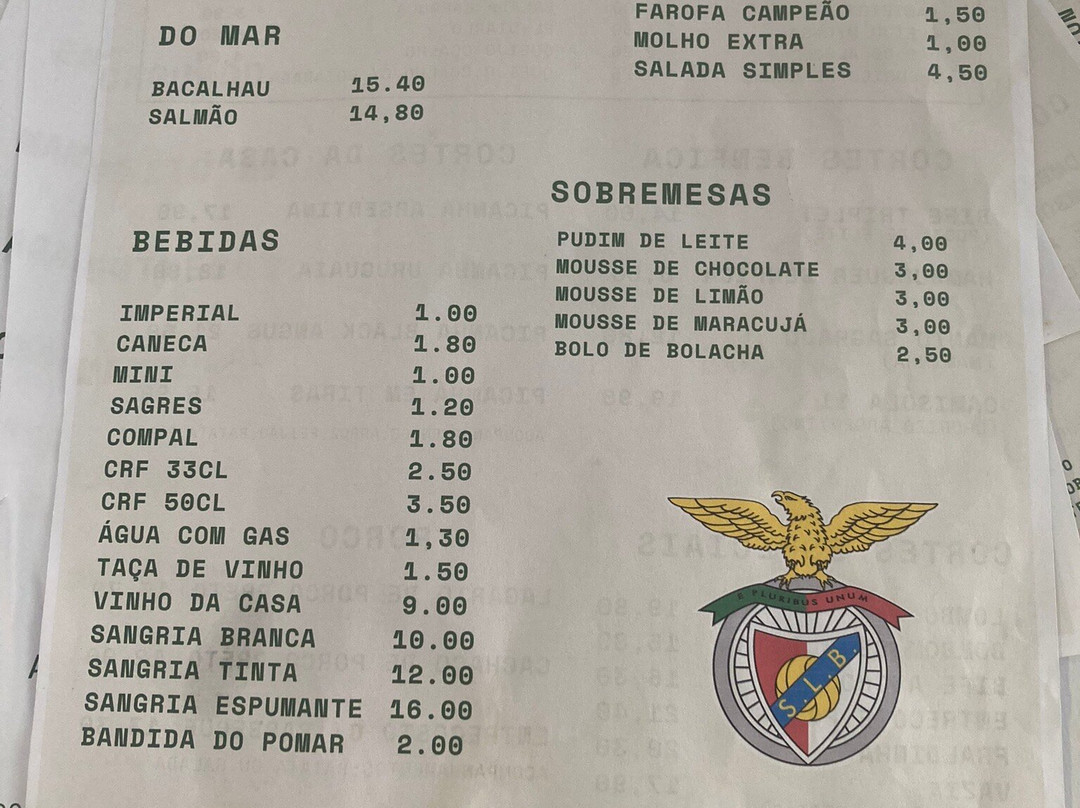 DO MAR
BACALHAU 15.40
SALMÃO 14,80
FAROFA CAMPEÃO 1,50
MOLHO EXTRA 1,00
SALADA SIMPLES 4,50
BEBIDAS
IMPERIAL 1.00
CANECA 1.80
MINI 1.00
SAGRES 1.20
COMPAL 1.80
CRF 33CL 2.50
CRF 50CL 3.50
ÁGUA COM GAS 1,30
TAÇA DE VINHO 1.50
VINHO DA CASA 9.00
SANGRIA BRANCA 10.00
SANGRIA TINTA 12.00
SANGRIA ESPUMANTE 16.00
BANDIDA DO POMAR 2.00
SOBREMESAS
PUDIM DE LEITE 4,00
MOUSSE DE CHOCOLATE 3,00
MOUSSE DE LIMÃO 3,00
MOUSSE DE MARACUJÁ 3,00
BOLO DE BOLACHA 2,50
E PLURIBUS UNUM
S.L.B.